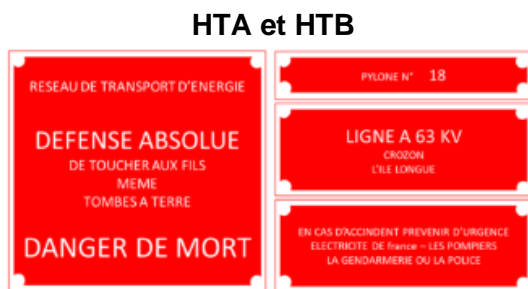 HTA et HTB
RESEAU DE TRANSPORT D'ENERGIE
DEFENSE ABSOLUE
DE TOUCHER AUX FILS
MEME
TOMBES A TERRE
DANGER DE MORT
PYLONE N° 18
LIGNE A 63 KV
CROZON
L'ILE LONGUE
EN CAS D'ACCINDENT PREVENIR D'URGENCE
ELECTRICITE DE france – LES POMPIERS
LA GENDARMERIE OU LA POLICE